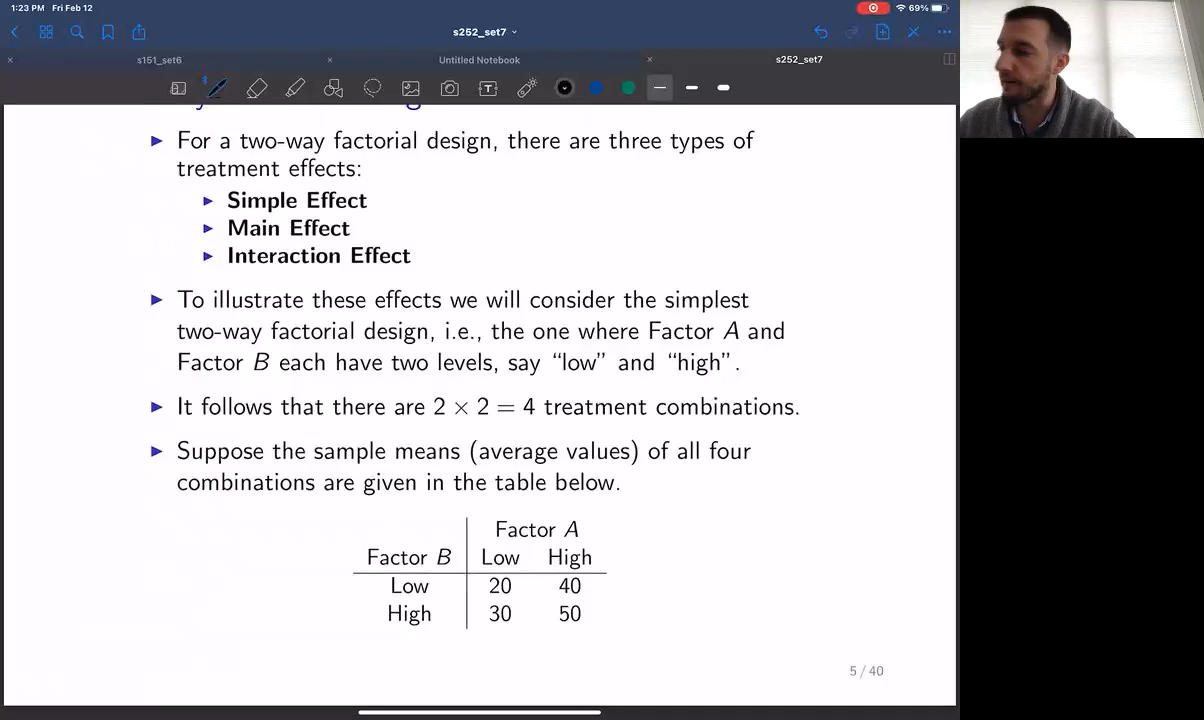 1:23 PM Fri Feb 12
69%
s252_set7
s151_set6
Untitled Notebook
s252_set7
T
► For a two-way factorial design, there are three types of
treatment effects:
► Simple Effect
► Main Effect
► Interaction Effect
► To illustrate these effects we will consider the simplest
two-way factorial design, i.e., the one where Factor A and
Factor B each have two levels, say “low” and “high”.
► It follows that there are 2 × 2 = 4 treatment combinations.
► Suppose the sample means (average values) of all four
combinations are given in the table below.
Factor A
Factor B Low High
Low 20 40
High 30 50
5 / 40